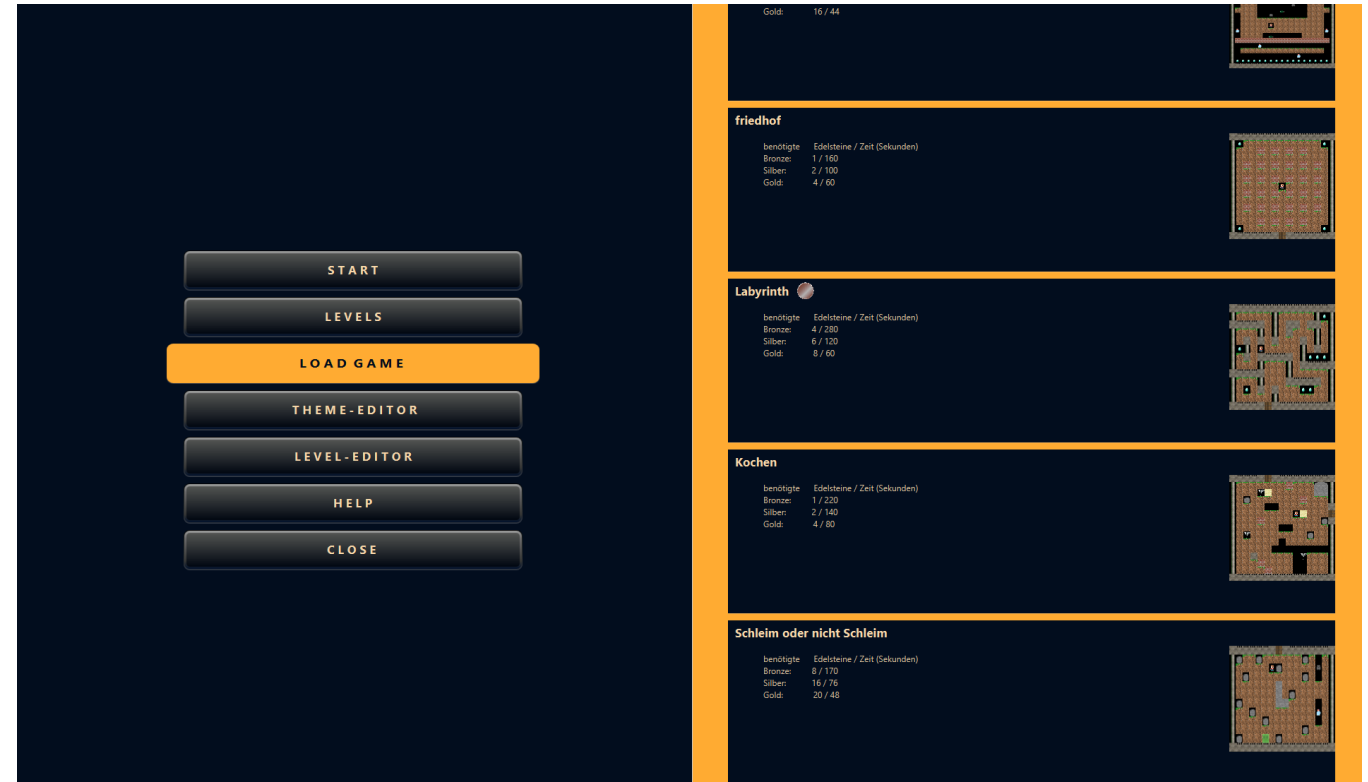 START
LEVELS
LOAD GAME
THEME-EDITOR
LEVEL-EDITOR
HELP
CLOSE
Gold: 16 / 44
friedhof
benötigte Edelsteine / Zeit (Sekunden)
Bronze: 1 / 160
Silber: 2 / 100
Gold: 4 / 60
Labyrinth
benötigte Edelsteine / Zeit (Sekunden)
Bronze: 4 / 280
Silber: 6 / 120
Gold: 8 / 60
Kochen
benötigte Edelsteine / Zeit (Sekunden)
Bronze: 1 / 220
Silber: 2 / 140
Gold: 4 / 80
Schleim oder nicht Schleim
benötigte Edelsteine / Zeit (Sekunden)
Bronze: 8 / 170
Silber: 16 / 76
Gold: 20 / 48